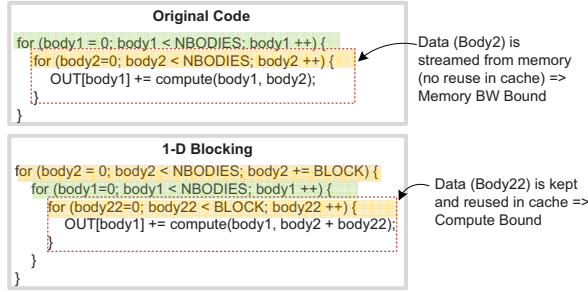 Original Code
for (body1 = 0; body1 < NBODIES; body1 ++) {
for (body2=0; body2 < NBODIES; body2 ++) {
OUT[body1] += compute(body1, body2);
}
}
Data (Body2) is
streamed from memory
(no reuse in cache) =>
Memory BW Bound
1-D Blocking
for (body2 = 0; body2 < NBODIES; body2 += BLOCK) {
for (body1=0; body1 < NBODIES; body1 ++) {
for (body22=0; body22 < BLOCK; body22 ++) {
OUT[body1] += compute(body1, body2 + body22);
}
}
}
Data (Body22) is kept
and reused in cache =>
Compute Bound